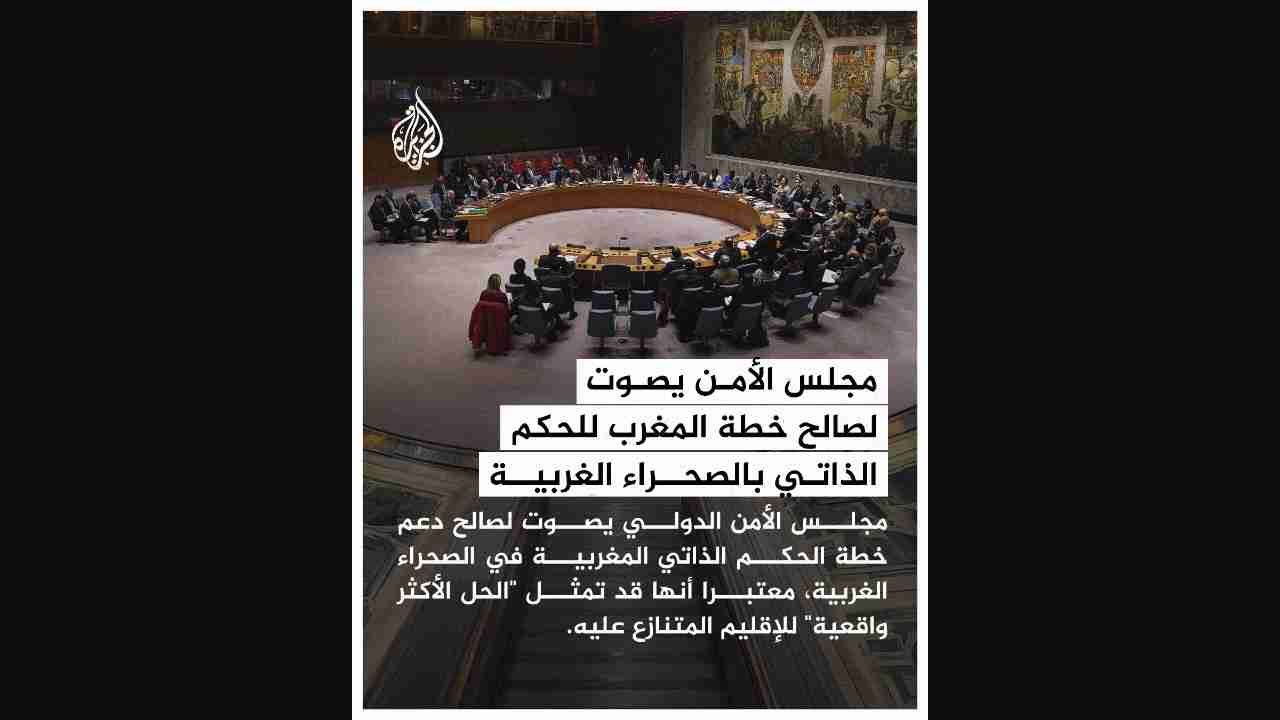 الجزيرة
مجلس الأمن يصوت
لصالح خطة المغرب للحكم
الذاتي بالصحراء الغربية
مجلس الأمن الدولي يصوت لصالح دعم
خطة الحكم الذاتي المغربية في الصحراء
الغربية، معتبرا أنها قد تمثل "الحل الأكثر
واقعية" للإقليم المتنازع عليه.